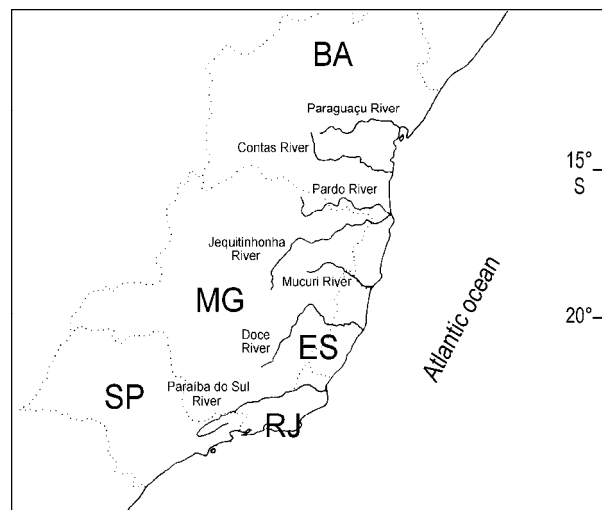 BA
Paraguaçu River
Contas River
15°
S
Pardo River
Jequitinhonha
River
Mucuri River
MG
20°
Doce
River
ES
Atlantic ocean
Paraíba do Sul
River
SP
RJ